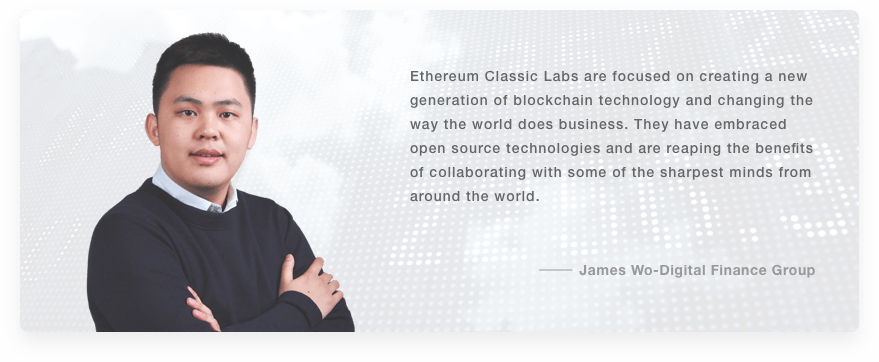 Ethereum Classic Labs are focused on creating a new
generation of blockchain technology and changing the
way the world does business. They have embraced
open source technologies and are reaping the benefits
of collaborating with some of the sharpest minds from
around the world.
—— James Wo-Digital Finance Group